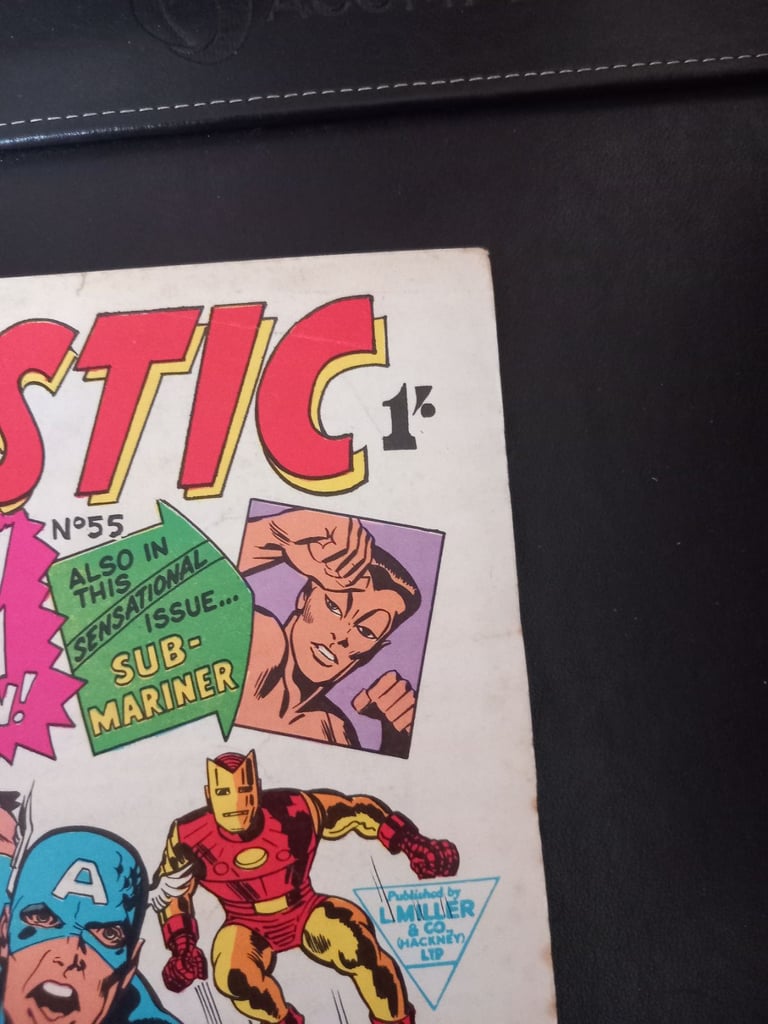 STIC
1/-
Nº55
ALSO IN
THIS
SENSATIONAL
ISSUE...
SUB-
MARINER
A
Published by
L. MILLER
& CO.,
(HACKNEY)
LTD